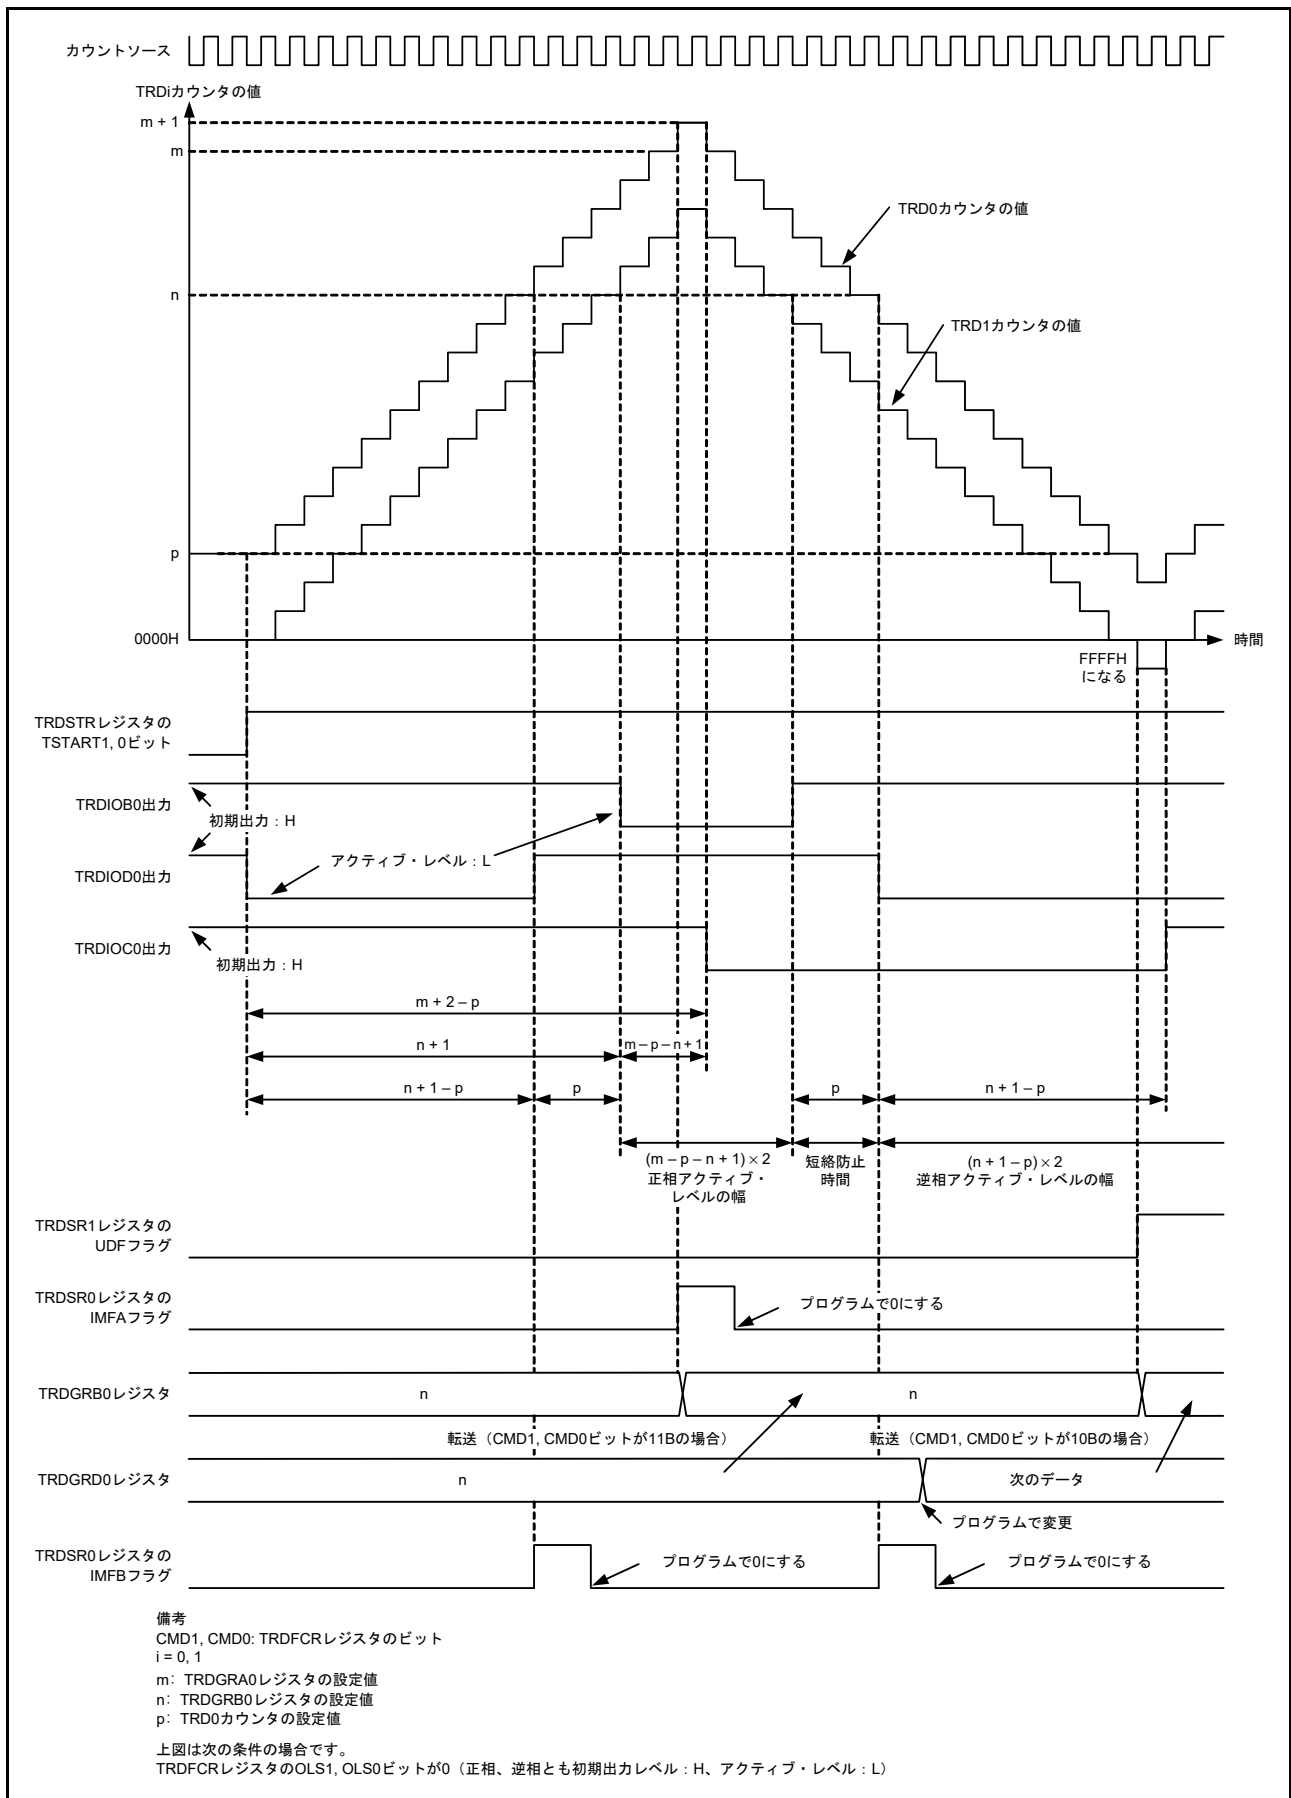 カウントソース
TRDiカウンタの値
m + 1
m
TRD0カウンタの値
n
TRD1カウンタの値
p
0000H
時間
FFFFH
になる
TRDSTRレジスタの
TSTART1, 0ビット
TRDIOB0出力
初期出力：H
アクティブ・レベル：L
TRDIOD0出力
TRDIOC0出力
初期出力：H
m + 2 – p
n + 1
m – p – n + 1
n + 1 – p
p
p
n + 1 – p
(m – p – n + 1) × 2
正相アクティブ・
レベルの幅
短絡防止
時間
(n + 1 – p) × 2
逆相アクティブ・レベルの幅
TRDSR1レジスタの
UDFフラグ
TRDSR0レジスタの
IMFAフラグ
プログラムで0にする
TRDGRB0レジスタ
n
n
転送（CMD1, CMD0ビットが11Bの場合）
転送（CMD1, CMD0ビットが10Bの場合）
TRDGRD0レジスタ
n
次のデータ
プログラムで変更
TRDSR0レジスタの
IMFBフラグ
プログラムで0にする
プログラムで0にする
備考
CMD1, CMD0: TRDFCRレジスタのビット
i = 0, 1
m: TRDGRA0レジスタの設定値
n: TRDGRB0レジスタの設定値
p: TRD0カウンタの設定値
上図は次の条件の場合です。
TRDFCRレジスタのOLS1, OLS0ビットが0（正相、逆相とも初期出力レベル：H、アクティブ・レベル：L）